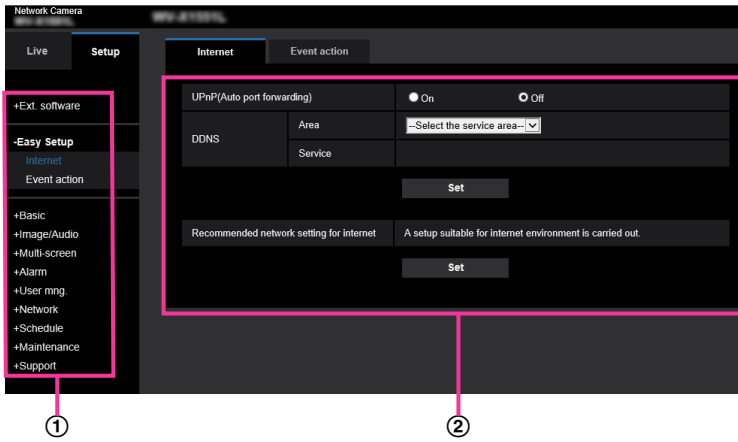 Network Camera
Live
Setup
+Ext. software
-Easy Setup
Internet
Event action
+Basic
+Image/Audio
+Multi-screen
+Alarm
+User mng.
+Network
+Schedule
+Maintenance
+Support
Internet
Event action
UPnP(Auto port forwarding)
On
Off
DDNS
Area
--Select the service area--
Service
Set
Recommended network setting for internet
A setup suitable for internet environment is carried out.
Set
①
②